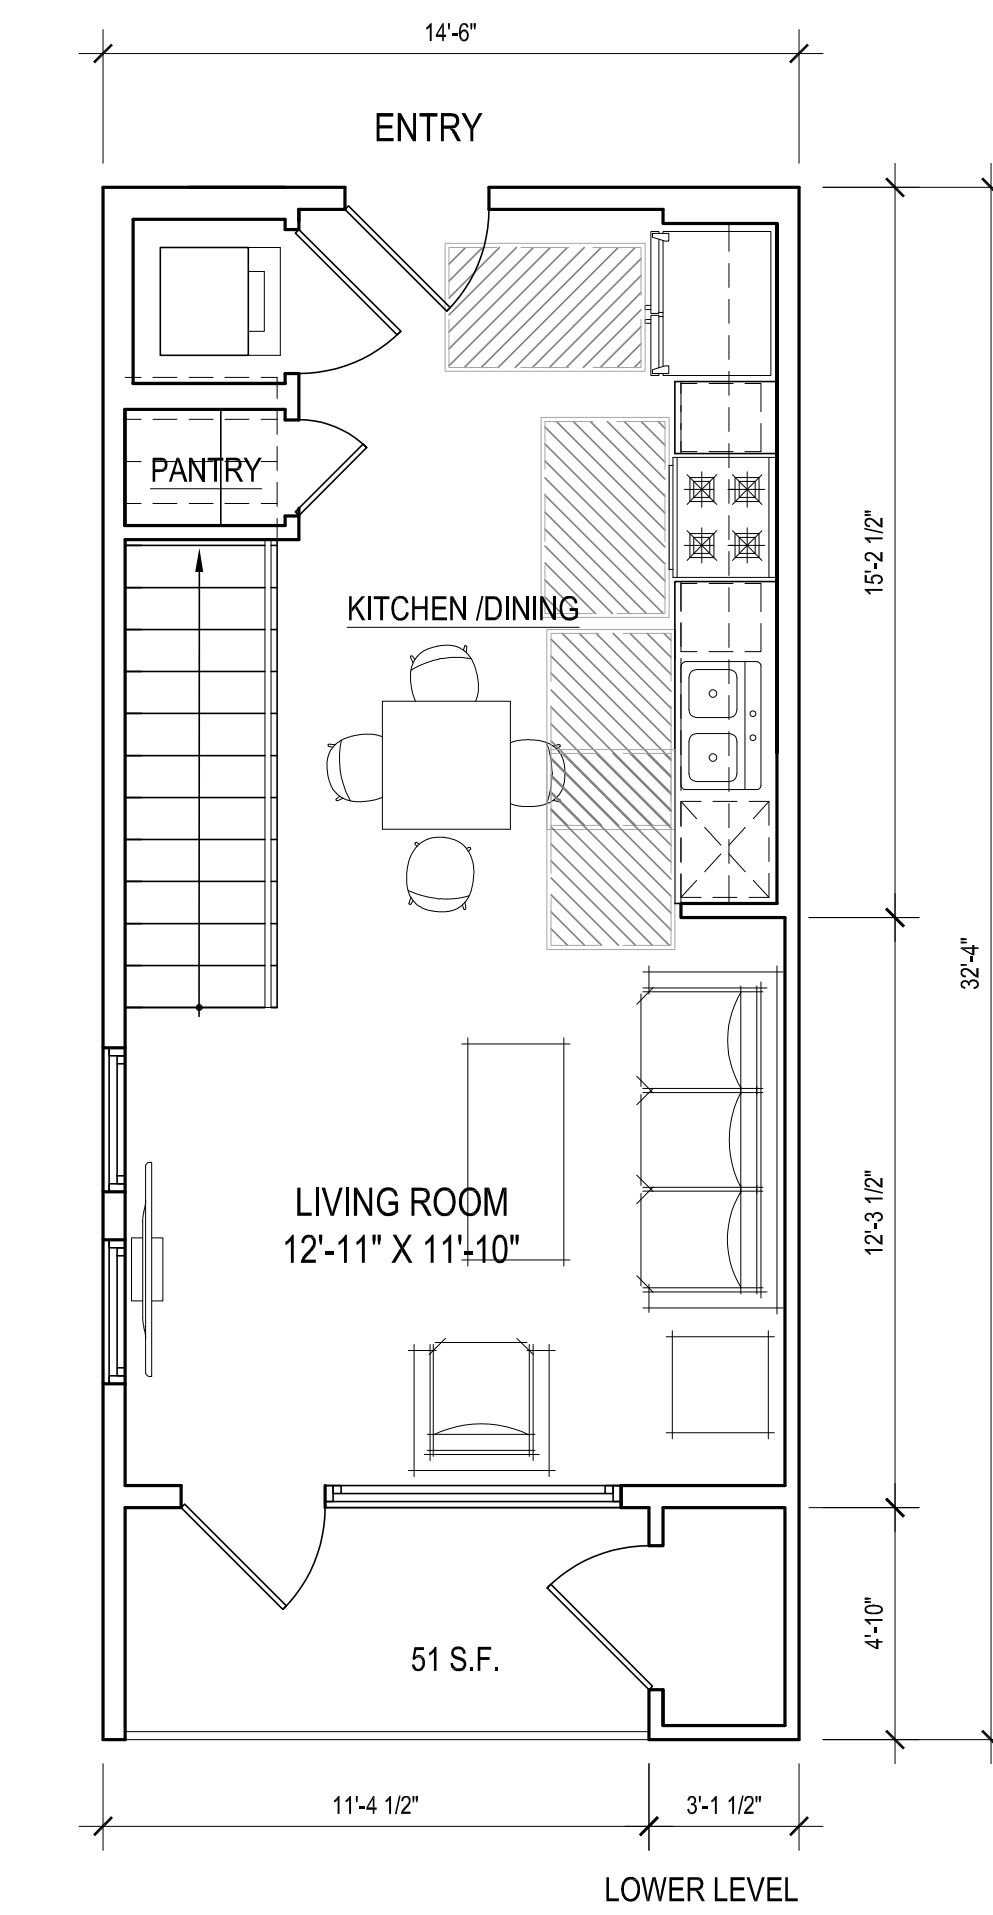 14'-6"
ENTRY
PANTRY
15'-2 1/2"
KITCHEN /DINING
32'-4"
LIVING ROOM
12'-11" X 11'-10"
12'-3 1/2"
4'-10"
51 S.F.
11'-4 1/2"
3'-1 1/2"
LOWER LEVEL